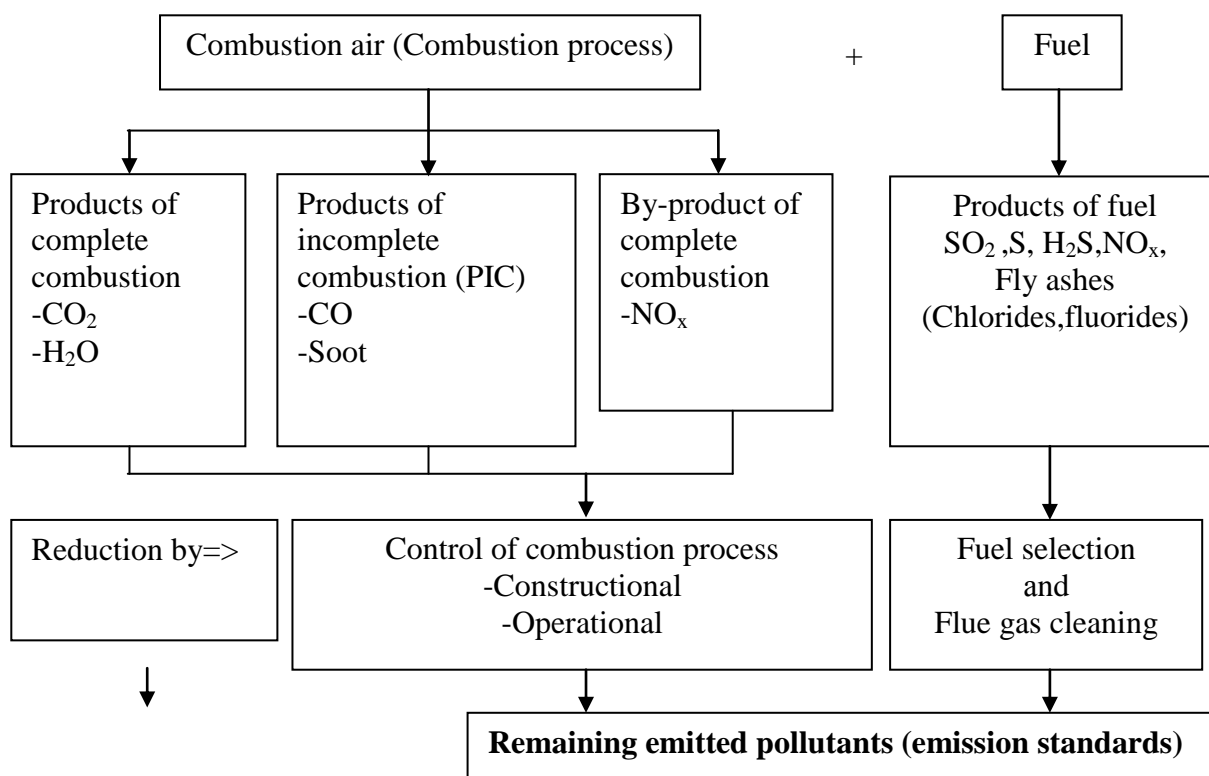 Combustion air (Combustion process)
+
Fuel
Products of
complete
combustion
-CO₂
-H₂O
Products of
incomplete
combustion (PIC)
-CO
-Soot
By-product of
complete
combustion
-NOₓ
Products of fuel
SO₂ ,S, H₂S,NOₓ,
Fly ashes
(Chlorides,fluorides)
Reduction by=>
Control of combustion process
-Constructional
-Operational
Fuel selection
and
Flue gas cleaning
Remaining emitted pollutants (emission standards)